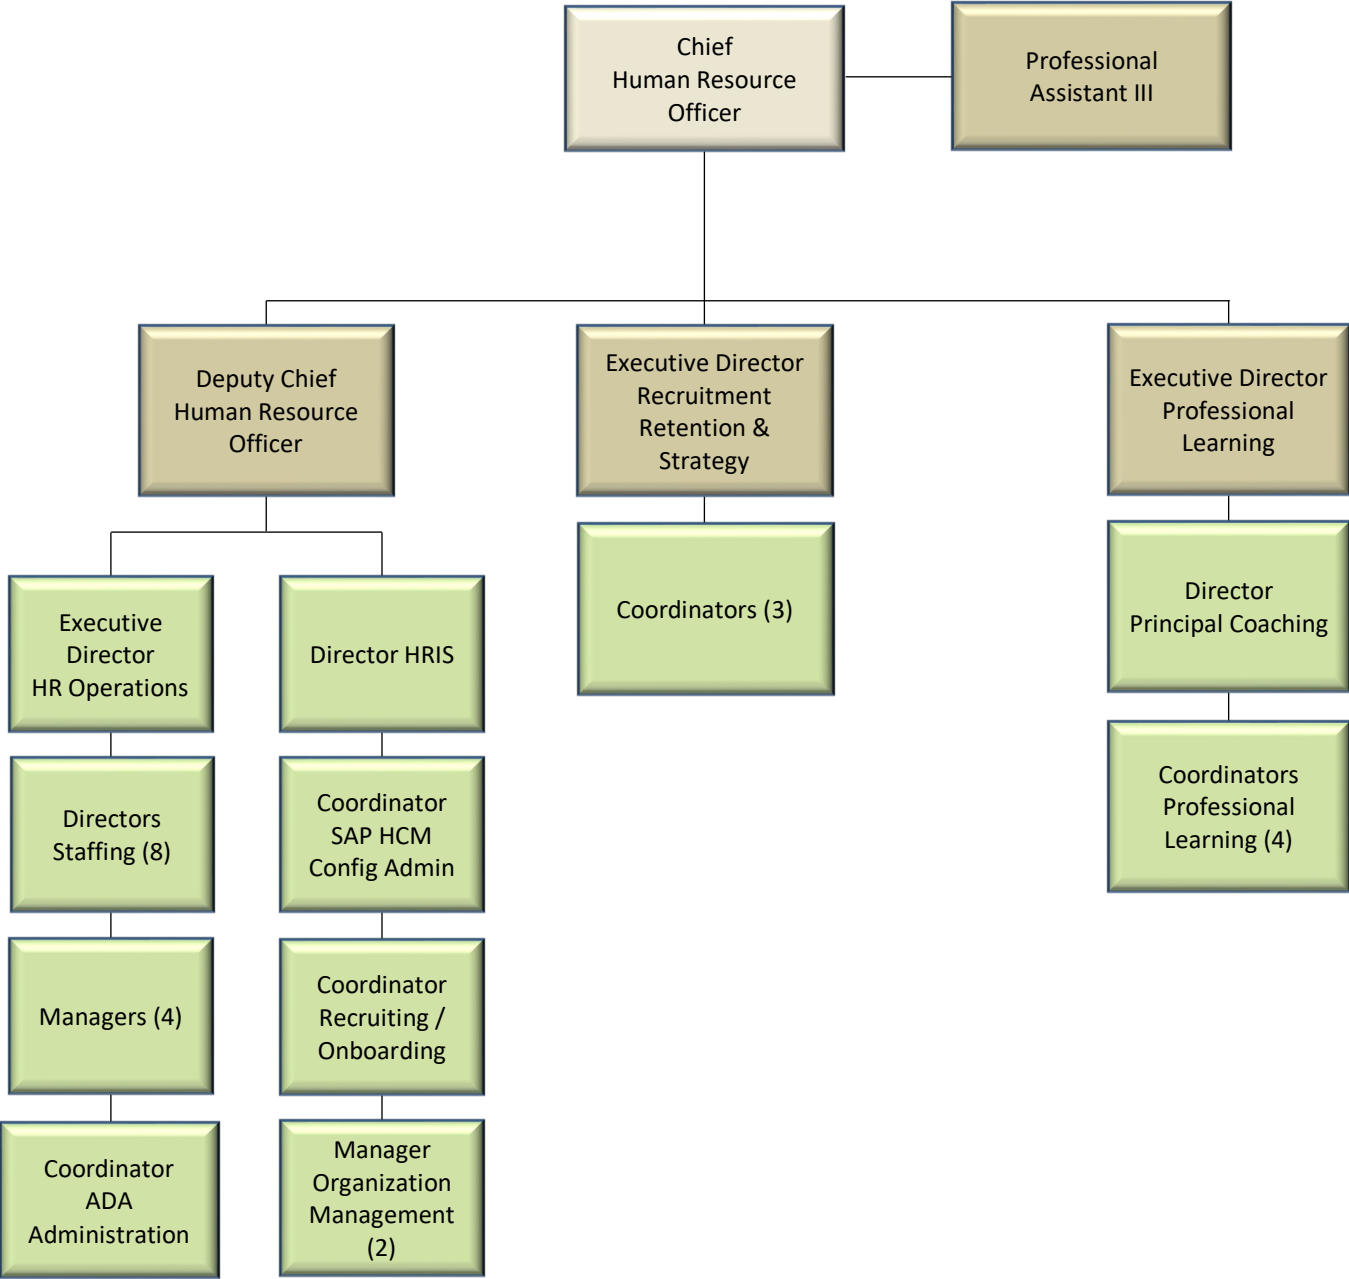 Chief
Human Resource
Officer
Professional
Assistant III
Deputy Chief
Human Resource
Officer
Executive Director
Recruitment
Retention &
Strategy
Executive Director
Professional
Learning
Executive
Director
HR Operations
Director HRIS
Coordinators (3)
Director
Principal Coaching
Directors
Staffing (8)
Coordinator
SAP HCM
Config Admin
Coordinators
Professional
Learning (4)
Managers (4)
Coordinator
Recruiting /
Onboarding
Coordinator
ADA
Administration
Manager
Organization
Management
(2)